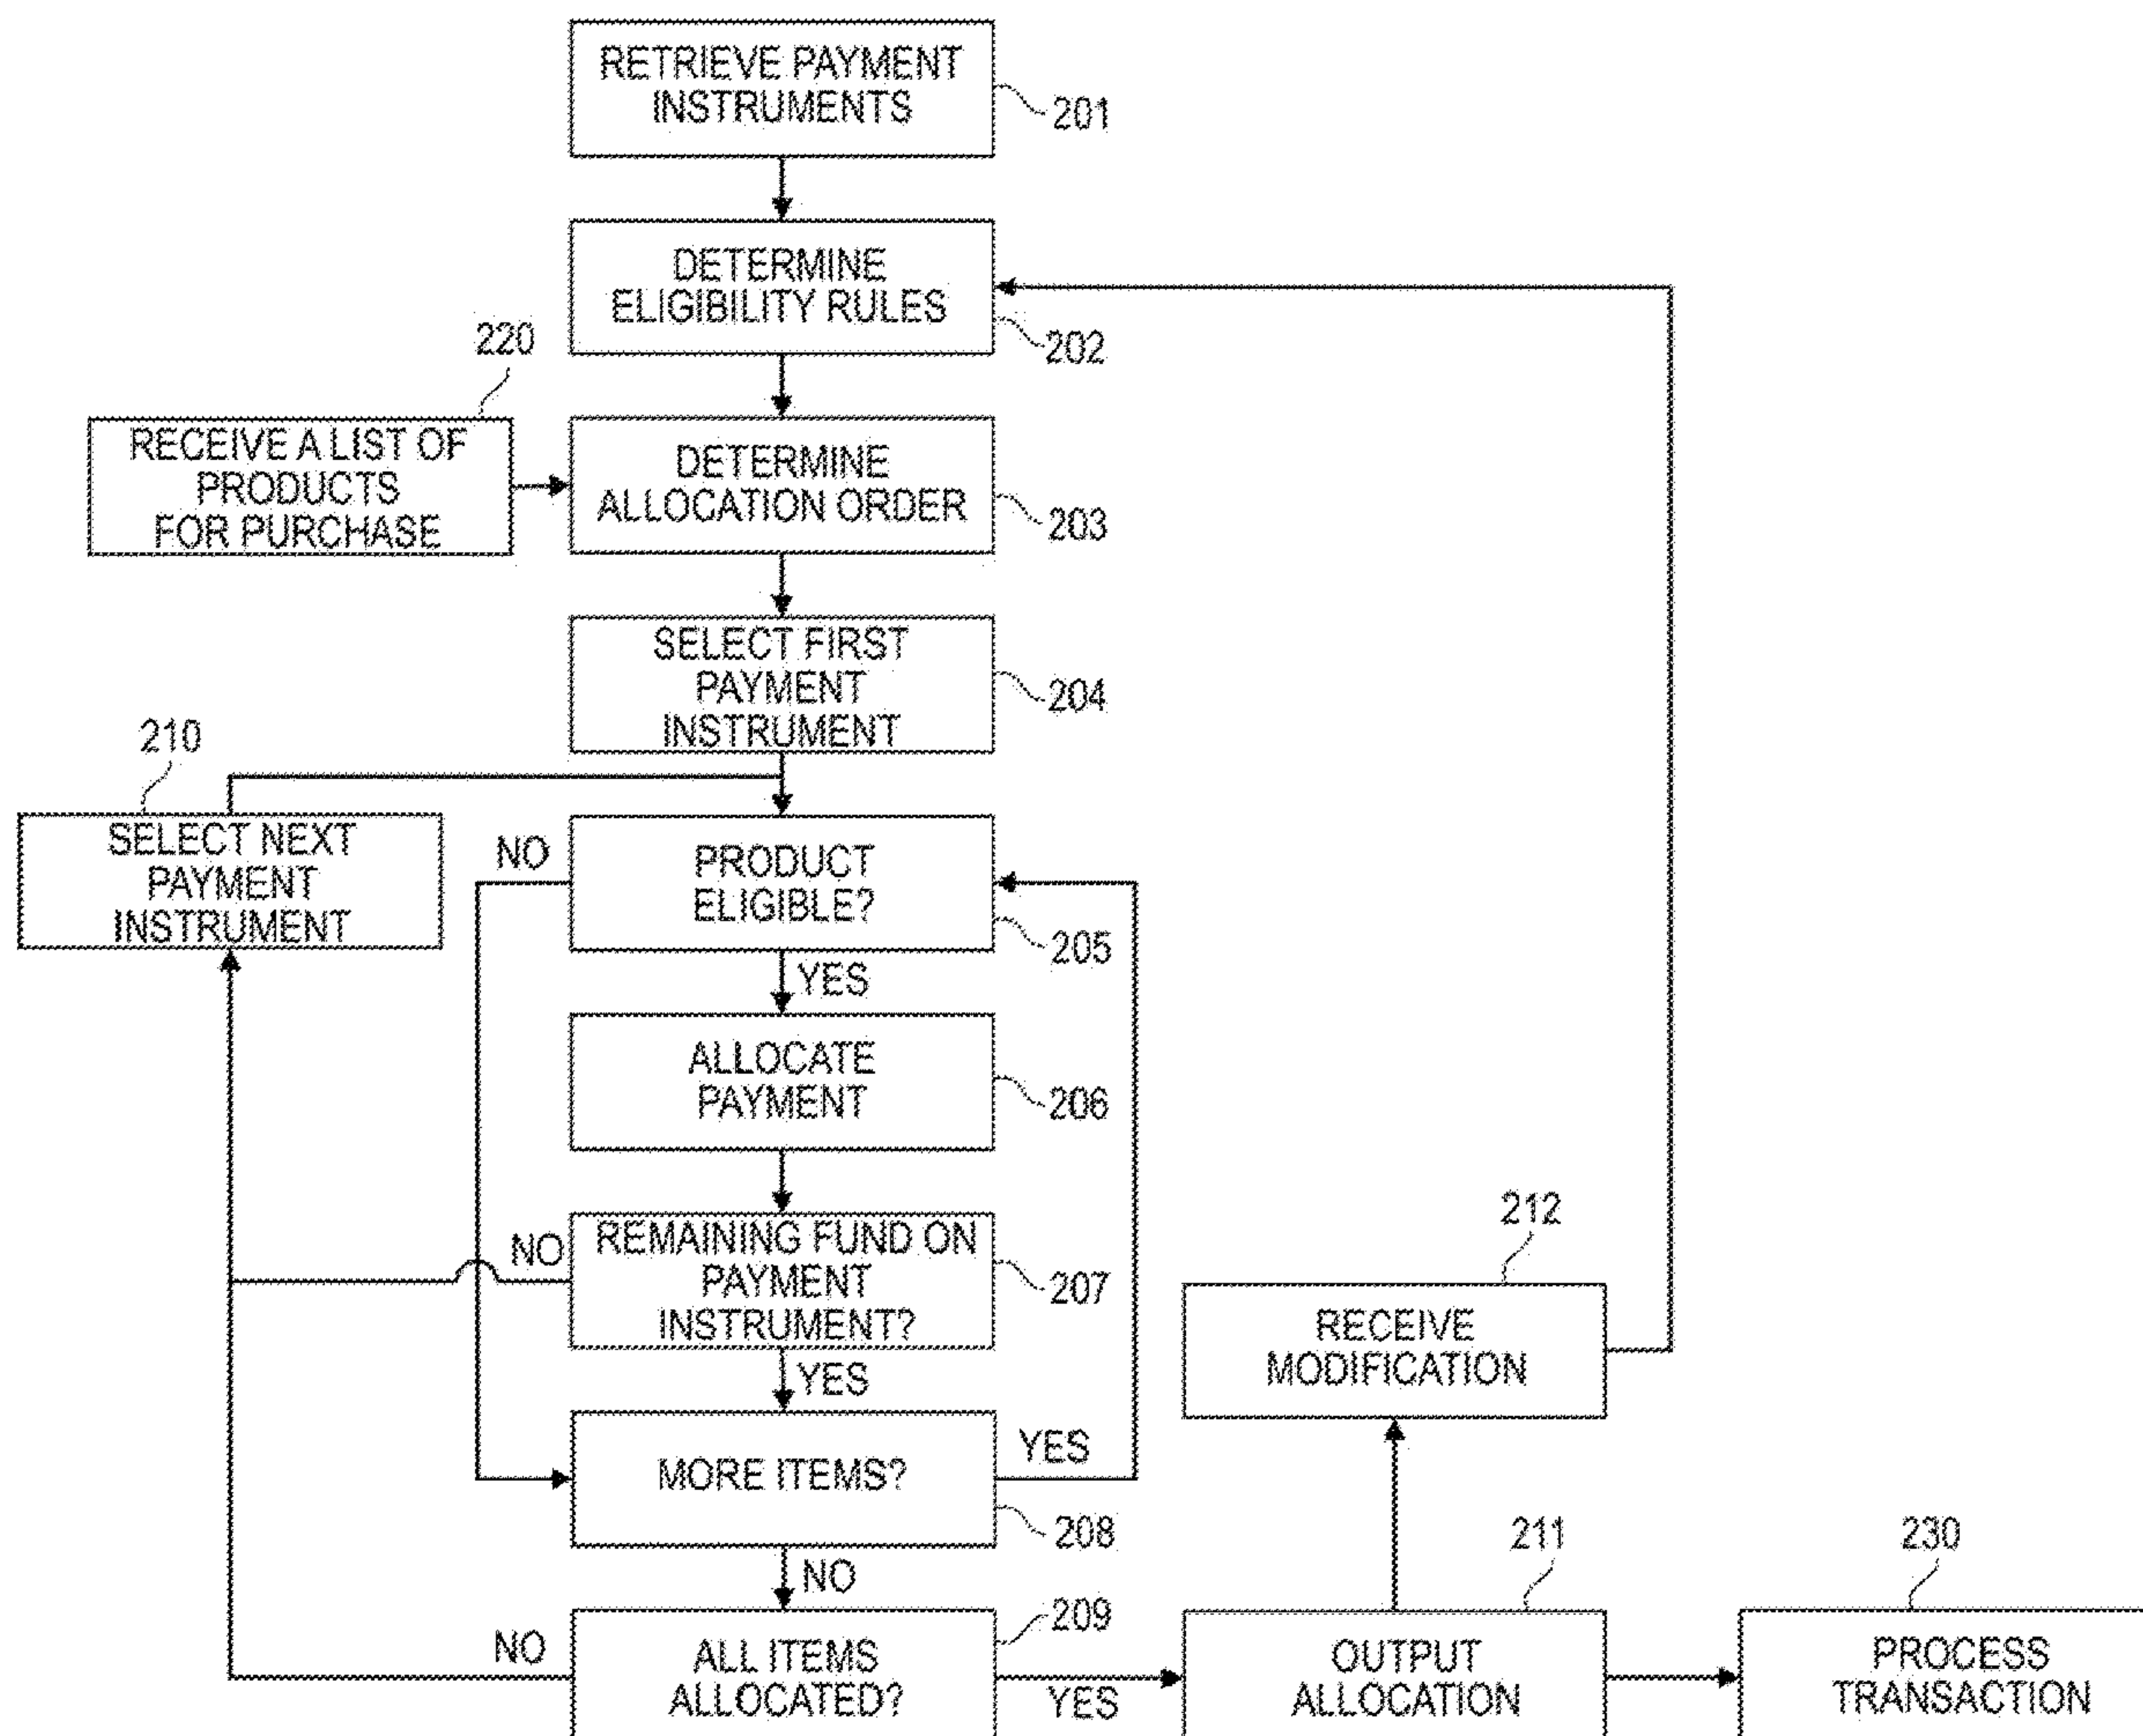 RETRIEVE PAYMENT
INSTRUMENTS
201
DETERMINE
ELIGIBILITY RULES
202
220
RECEIVE A LIST OF
PRODUCTS
FOR PURCHASE
DETERMINE
ALLOCATION ORDER
203
SELECT FIRST
PAYMENT
INSTRUMENT
204
210
SELECT NEXT
PAYMENT
INSTRUMENT
NO
PRODUCT
ELIGIBLE?
205
YES
ALLOCATE
PAYMENT
206
NO
REMAINING FUND ON
PAYMENT
INSTRUMENT?
207
YES
212
RECEIVE
MODIFICATION
MORE ITEMS?
YES
208
NO
NO
ALL ITEMS
ALLOCATED?
209
YES
211
OUTPUT
ALLOCATION
230
PROCESS
TRANSACTION